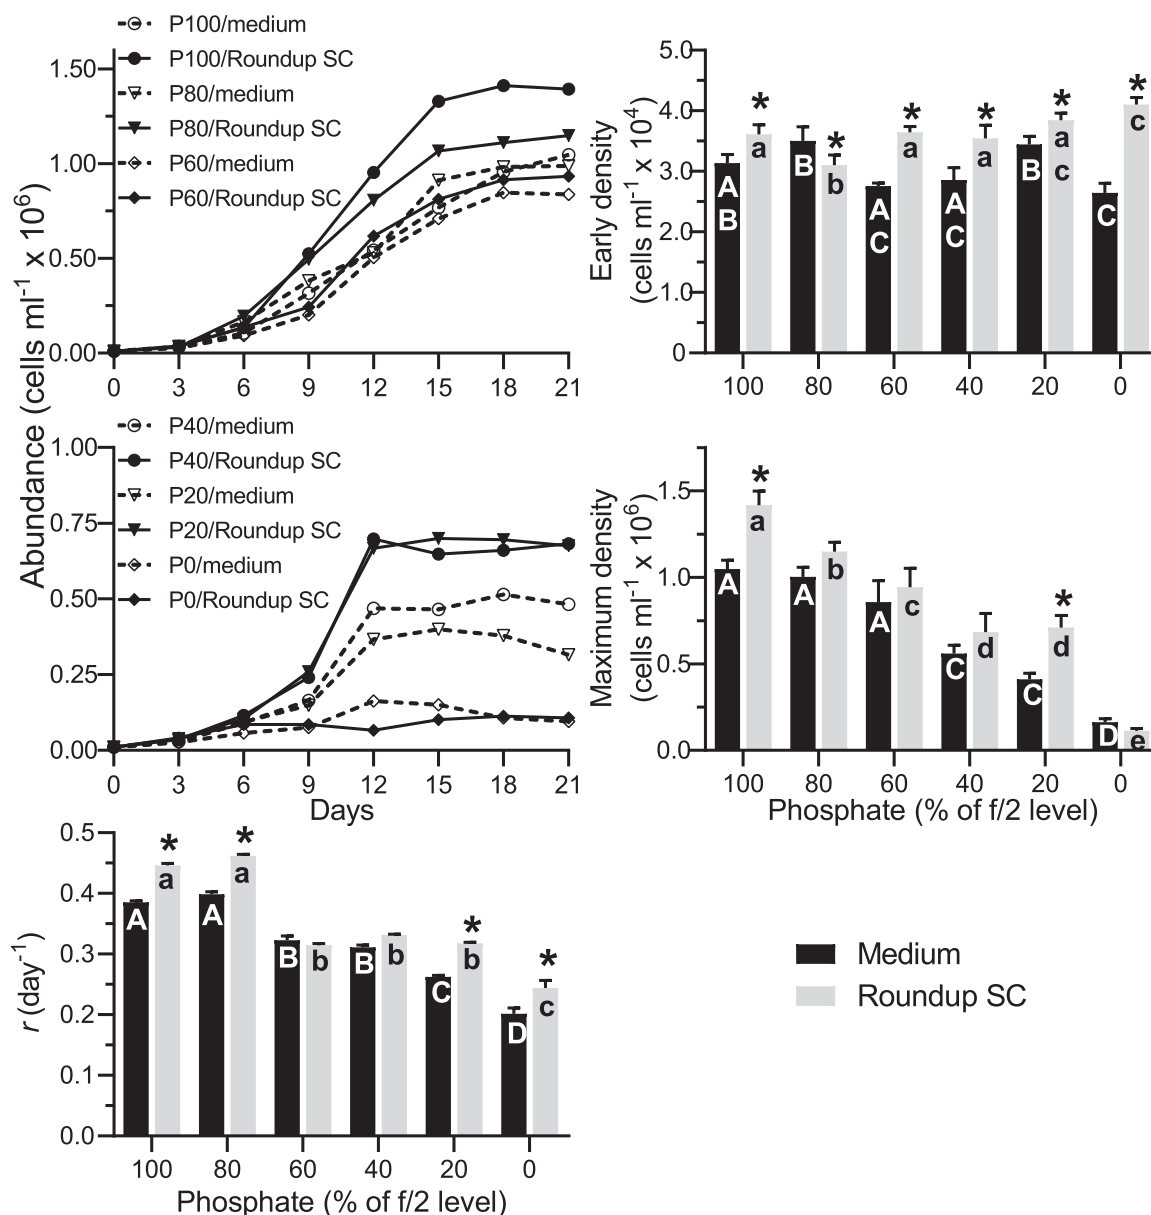 P100/medium
P100/Roundup SC
P80/medium
P80/Roundup SC
P60/medium
P60/Roundup SC
1.50
1.00
0.50
0.00
0 3 6 9 12 15 18 21
Abundance (cells ml⁻¹ x 10⁶)
P40/medium
P40/Roundup SC
P20/medium
P20/Roundup SC
P0/medium
P0/Roundup SC
1.00
0.75
0.50
0.25
0.00
0 3 6 9 12 15 18 21
Days
Early density
(cells ml⁻¹ x 10⁴)
5.0
4.0
3.0
2.0
1.0
0
* * * * * *
A B a B b A C a A C a B a c C c
100 80 60 40 20 0
Maximum density
(cells ml⁻¹ x 10⁶)
1.5
1.0
0.5
0.0
* *
A a A b A c C d C d D e
100 80 60 40 20 0
Phosphate (% of f/2 level)
r (day⁻¹)
0.5
0.4
0.3
0.2
0.1
0.0
* * * *
A a A a B b B b C b D c
100 80 60 40 20 0
Phosphate (% of f/2 level)
Medium
Roundup SC